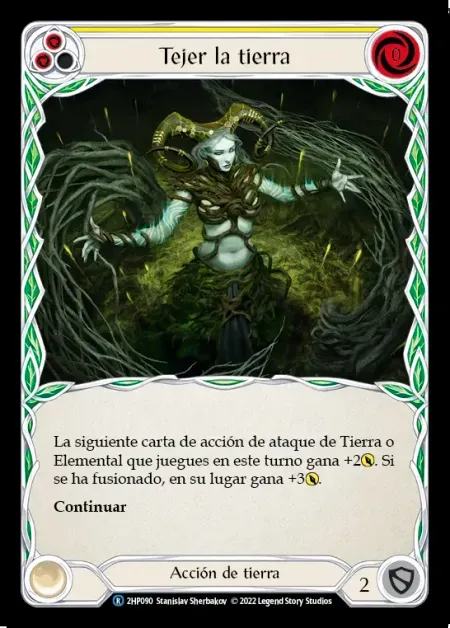 Tejer la tierra
0
La siguiente carta de acción de ataque de Tierra o
Elemental que juegues en este turno gana +2. Si
se ha fusionado, en su lugar gana +3.
Continuar
Acción de tierra
2
R 2HP090 Stanislav Sherbakov © 2022 Legend Story Studios